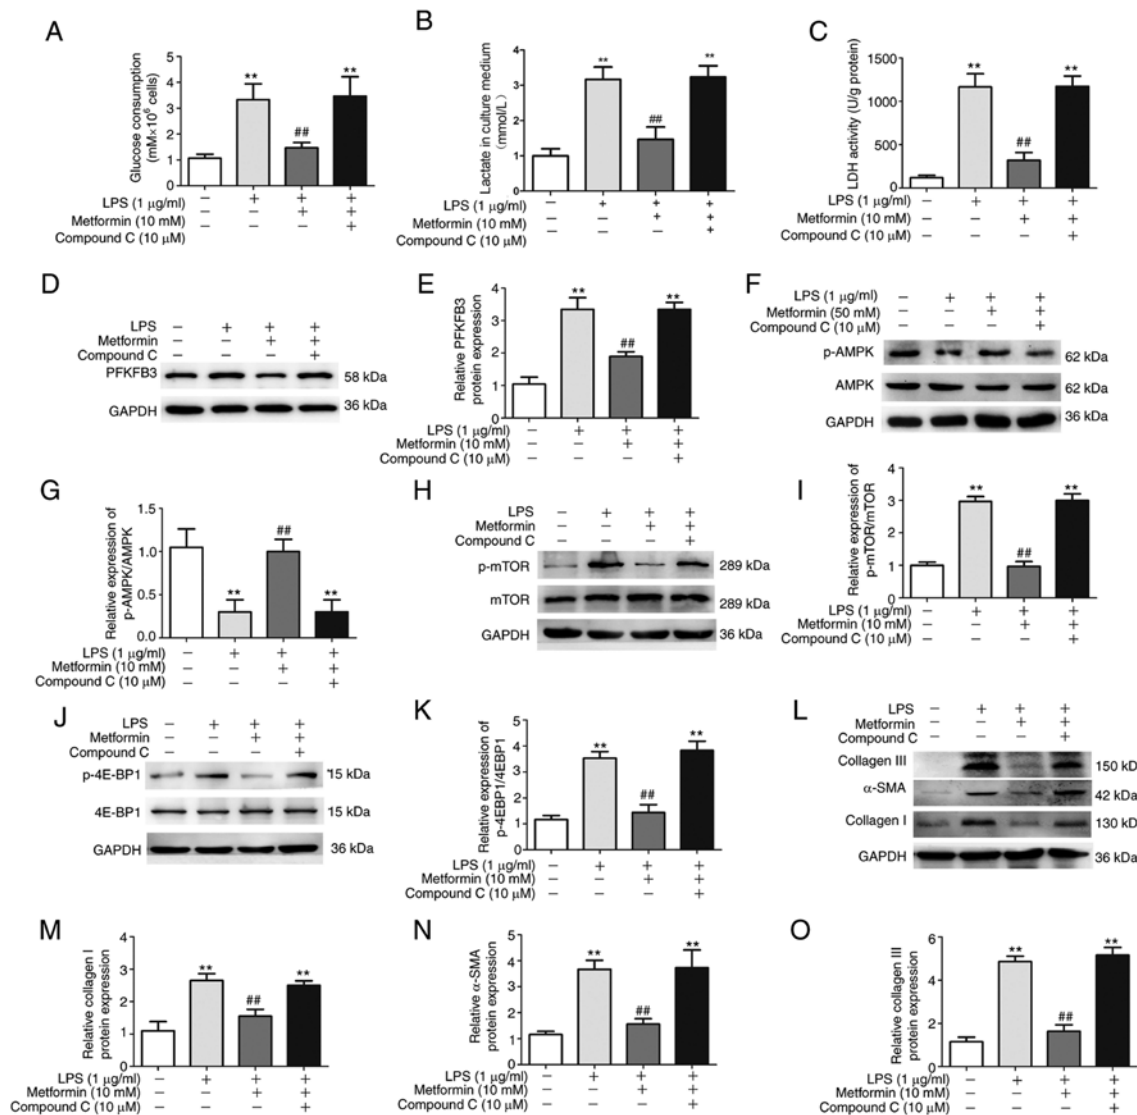 A
Glucose consumption
(mM×10⁶ cells)
5
4
3
2
1
0
**
##
**
LPS (1 μg/ml) – + + +
Metformin (10 mM) – – + +
Compound C (10 μM) – – – +
B
Lactate in culture medium
(mmol/L)
4
3
2
1
0
**
##
**
LPS (1 μg/ml) – + + +
Metformin (10 mM) – – + +
Compound C (10 μM) – – – +
C
LDH activity (U/g protein)
1500
1000
500
0
**
##
**
LPS (1 μg/ml) – + + +
Metformin (10 mM) – – + +
Compound C (10 μM) – – – +
D
LPS – + + +
Metformin – – + +
Compound C – – – +
PFKFB3 58 kDa
GAPDH 36 kDa
E
Relative PFKFB3
protein expression
4
3
2
1
0
**
##
**
LPS (1 μg/ml) – + + +
Metformin (10 mM) – – + +
Compound C (10 μM) – – – +
F
LPS (1 μg/ml) – + + +
Metformin (50 mM) – – + +
Compound C (10 μM) – – – +
p-AMPK 62 kDa
AMPK 62 kDa
GAPDH 36 kDa
G
Relative expression of
p-AMPK/AMPK
1.5
1.0
0.5
0.0
**
##
**
LPS (1 μg/ml) – + + +
Metformin (10 mM) – – + +
Compound C (10 μM) – – – +
H
LPS – + + +
Metformin – – + +
Compound C – – – +
p-mTOR 289 kDa
mTOR 289 kDa
GAPDH 36 kDa
I
Relative expression of
p-mTOR/mTOR
4
3
2
1
0
**
##
**
LPS (1 μg/ml) – + + +
Metformin (10 mM) – – + +
Compound C (10 μM) – – – +
J
LPS – + + +
Metformin – – + +
Compound C – – – +
p-4E-BP1 15 kDa
4E-BP1 15 kDa
GAPDH 36 kDa
K
Relative expression of
p-4EBP1/4EBP1
5
4
3
2
1
0
**
##
**
LPS (1 μg/ml) – + + +
Metformin (10 mM) – – + +
Compound C (10 μM) – – – +
L
LPS – + + +
Metformin – – + +
Compound C – – – +
Collagen III 150 kD
α-SMA 42 kDa
Collagen I 130 kD
GAPDH 36 kDa
M
Relative collagen I
protein expression
4
3
2
1
0
**
##
**
LPS (1 μg/ml) – + + +
Metformin (10 mM) – – + +
Compound C (10 μM) – – – +
N
Relative α-SMA
protein expression
5
4
3
2
1
0
**
##
**
LPS (1 μg/ml) – + + +
Metformin (10 mM) – – + +
Compound C (10 μM) – – – +
O
Relative collagen III
protein expression
6
4
2
0
**
##
**
LPS (1 μg/ml) – + + +
Metformin (10 mM) – – + +
Compound C (10 μM) – – – +